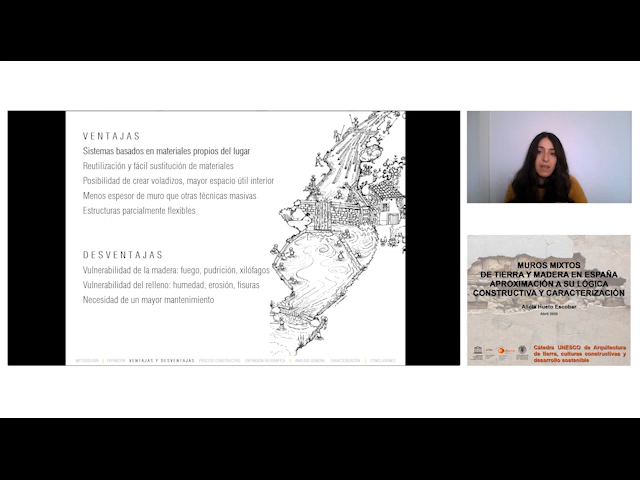 VENTAJAS
Sistemas basados en materiales propios del lugar
Reutilización y fácil sustitución de materiales
Posibilidad de crear voladizos, mayor espacio útil interior
Menos espesor de muro que otras técnicas masivas
Estructuras parcialmente flexibles
DESVENTAJAS
Vulnerabilidad de la madera: fuego, pudrición, xilófagos
Vulnerabilidad del relleno: humedad, erosión, fisuras
Necesidad de un mayor mantenimiento
VENTAJAS Y DESVENTAJAS
MUROS MIXTOS
DE TIERRA Y MADERA EN ESPAÑA
APROXIMACIÓN A SU LÓGICA
CONSTRUCTIVA Y CARACTERIZACIÓN
Alicia Hueto Escobar
Cátedra UNESCO de Arquitectura
de tierra, culturas constructivas y
desarrollo sostenible